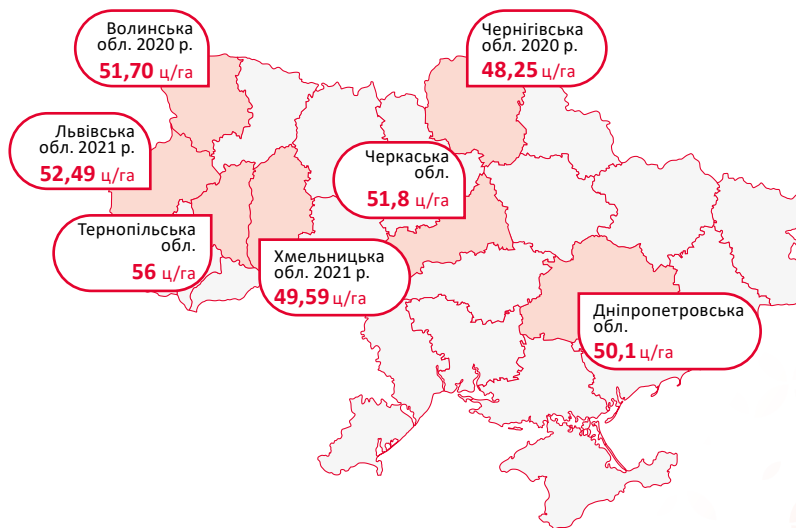 Волинська
обл. 2020 р.
51,70 ц/га
Чернігівська
обл. 2020 р.
48,25 ц/га
Львівська
обл. 2021 р.
52,49 ц/га
Черкаська
обл.
51,8 ц/га
Тернопільська
обл.
56 ц/га
Хмельницька
обл. 2021 р.
49,59 ц/га
Дніпропетровська
обл.
50,1 ц/га